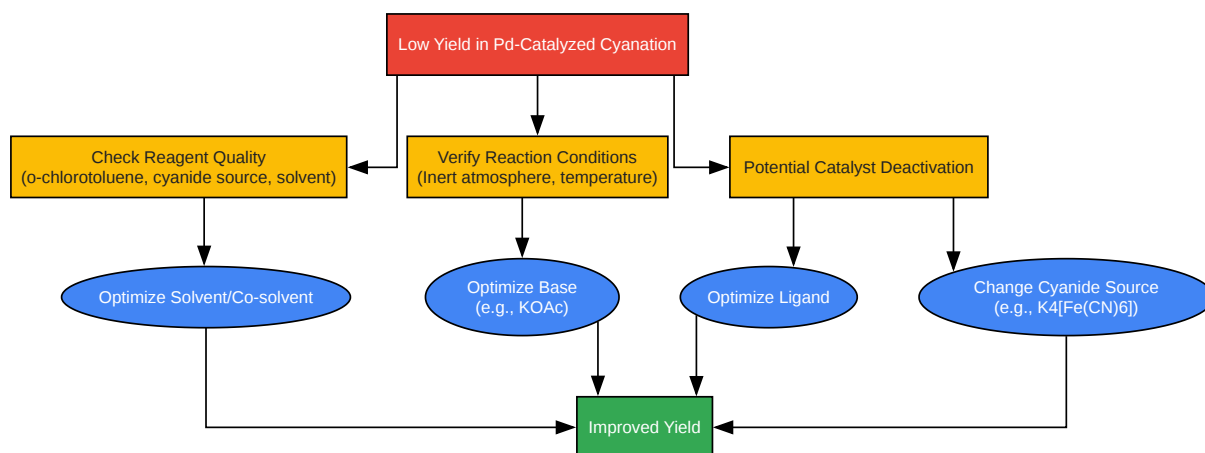 Low Yield in Pd-Catalyzed Cyanation
Check Reagent Quality
(o-chlorotoluene, cyanide source, solvent)
Verify Reaction Conditions
(Inert atmosphere, temperature)
Potential Catalyst Deactivation
Optimize Solvent/Co-solvent
Optimize Base
(e.g., KOAc)
Optimize Ligand
Change Cyanide Source
(e.g., K4[Fe(CN)6])
Improved Yield